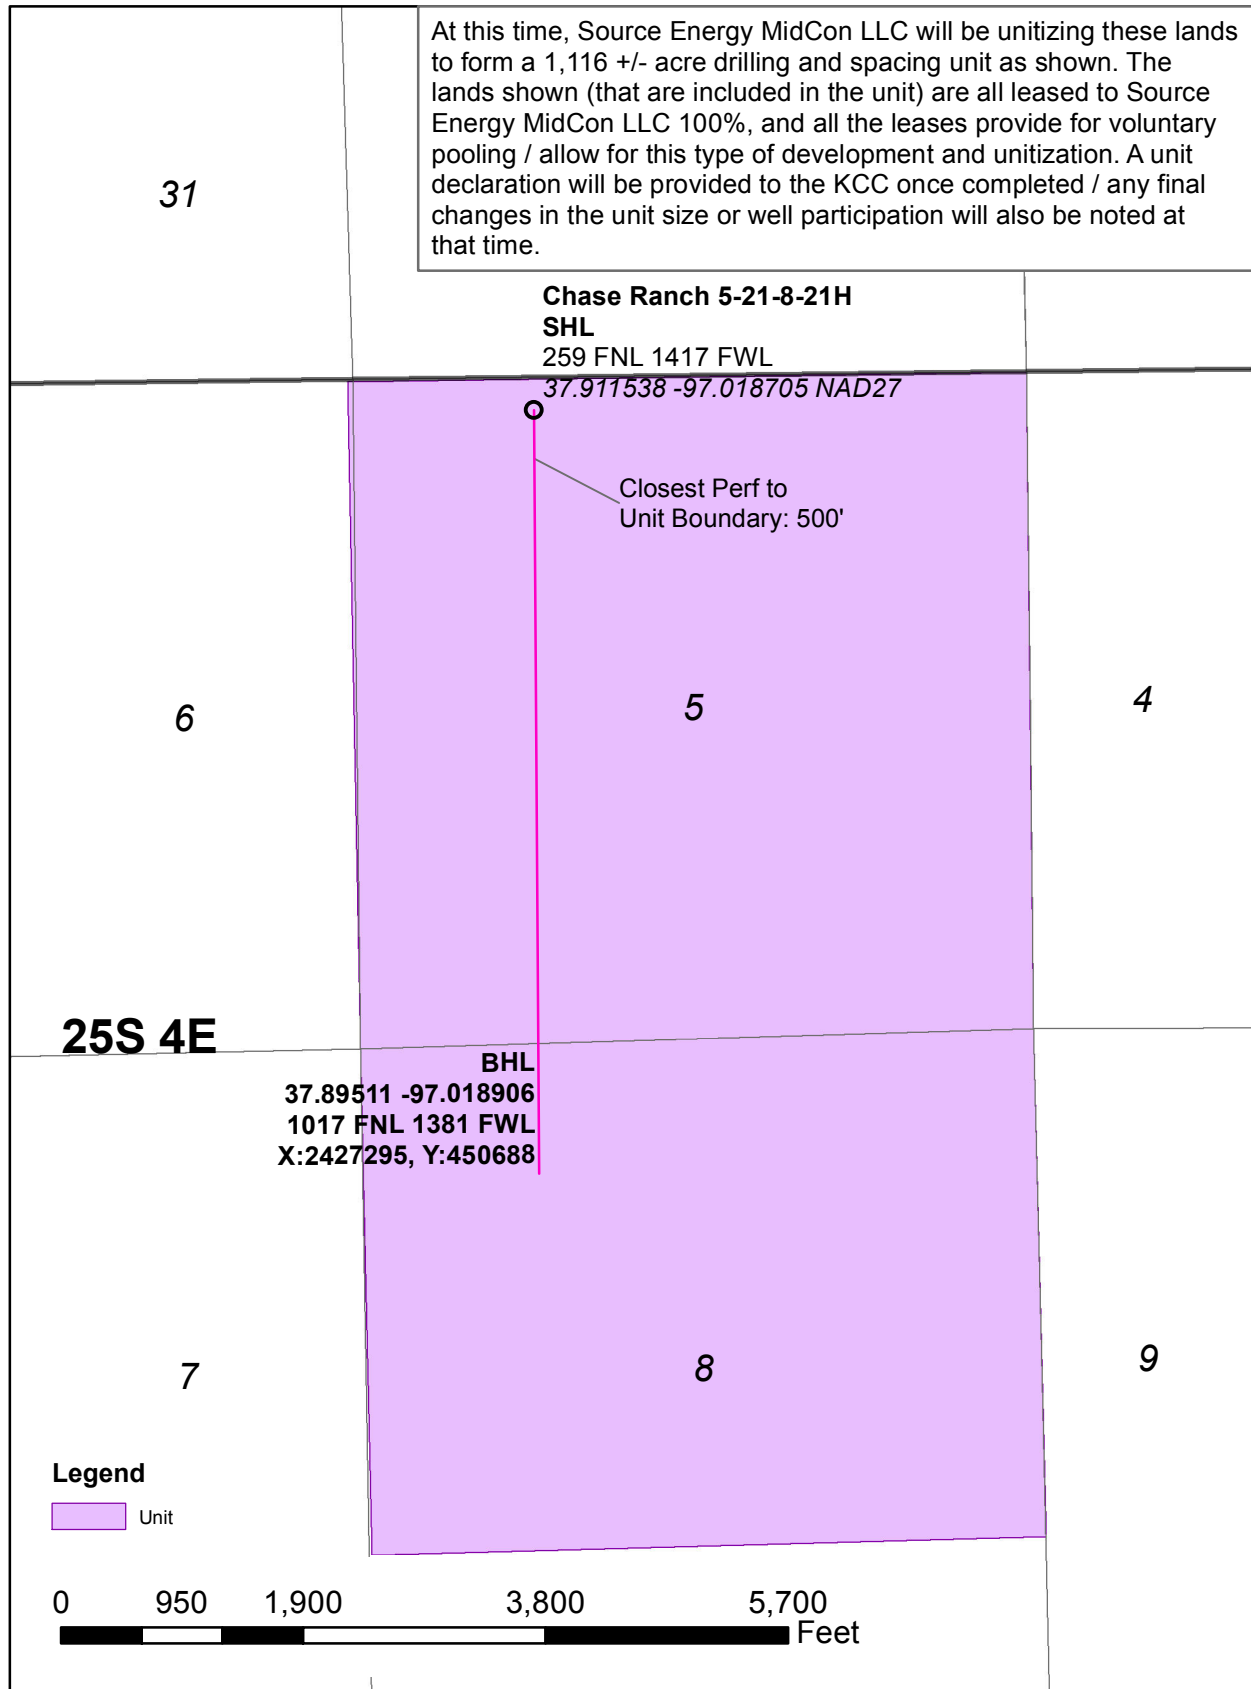 At this time, Source Energy MidCon LLC will be unitizing these lands
to form a 1,116 +/- acre drilling and spacing unit as shown. The
lands shown (that are included in the unit) are all leased to Source
Energy MidCon LLC 100%, and all the leases provide for voluntary
pooling / allow for this type of development and unitization. A unit
declaration will be provided to the KCC once completed / any final
changes in the unit size or well participation will also be noted at
that time.
31
Chase Ranch 5-21-8-21H
SHL
259 FNL 1417 FWL
37.911538 -97.018705 NAD27
Closest Perf to
Unit Boundary: 500'
6
5
4
25S 4E
BHL
37.89511 -97.018906
1017 FNL 1381 FWL
X:2427295, Y:450688
7
8
9
Legend
Unit
0 950 1,900 3,800 5,700
Feet